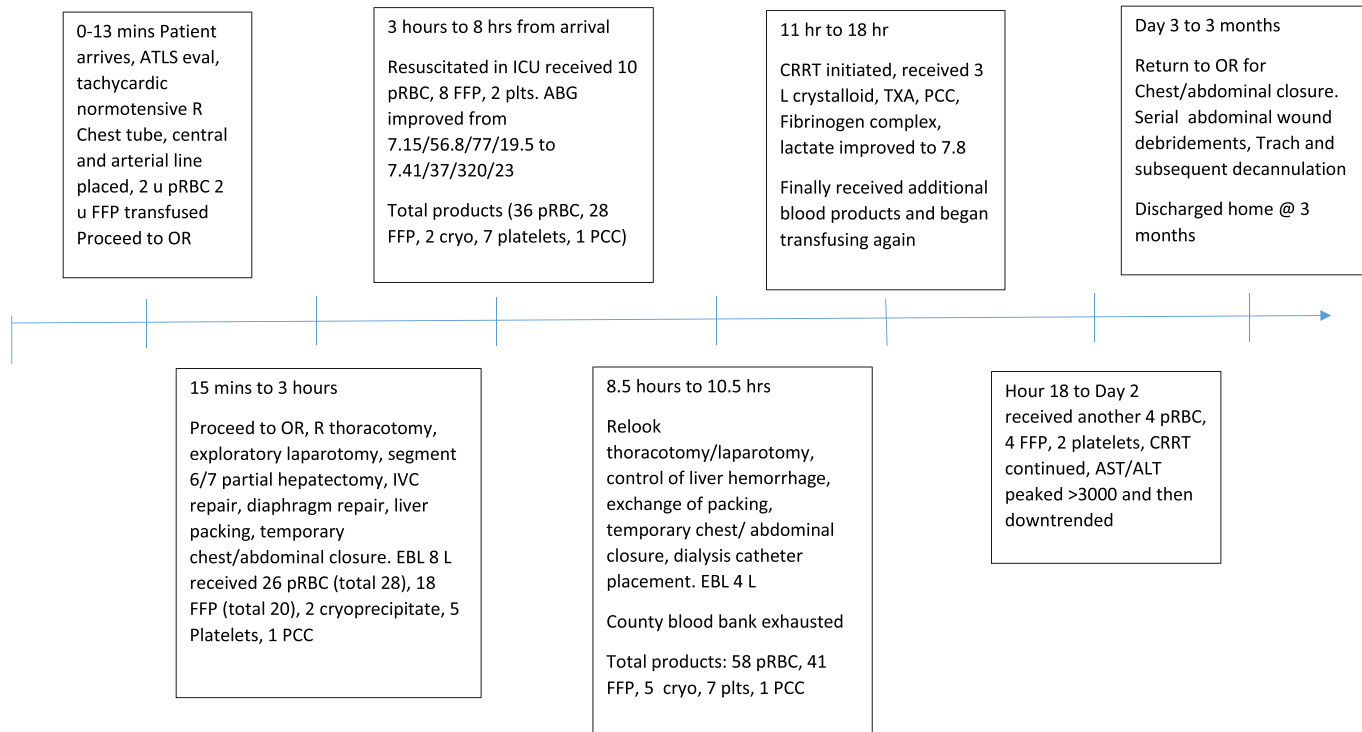 0-13 mins Patient
arrives, ATLS eval,
tachycardic
normotensive R
Chest tube, central
and arterial line
placed, 2 u pRBC 2
u FFP transfused
Proceed to OR
15 mins to 3 hours
Proceed to OR, R thoracotomy,
exploratory laparotomy, segment
6/7 partial hepatectomy, IVC
repair, diaphragm repair, liver
packing, temporary
chest/abdominal closure. EBL 8 L
received 26 pRBC (total 28), 18
FFP (total 20), 2 cryoprecipitate, 5
Platelets, 1 PCC
3 hours to 8 hrs from arrival
Resuscitated in ICU received 10
pRBC, 8 FFP, 2 plts. ABG
improved from
7.15/56.8/77/19.5 to
7.41/37/320/23
Total products (36 pRBC, 28
FFP, 2 cryo, 7 platelets, 1 PCC)
8.5 hours to 10.5 hrs
Relook
thoracotomy/laparotomy,
control of liver hemorrhage,
exchange of packing,
temporary chest/ abdominal
closure, dialysis catheter
placement. EBL 4 L
County blood bank exhausted
Total products: 58 pRBC, 41
FFP, 5 cryo, 7 plts, 1 PCC
11 hr to 18 hr
CRRT initiated, received 3
L crystalloid, TXA, PCC,
Fibrinogen complex,
lactate improved to 7.8
Finally received additional
blood products and began
transfusing again
Hour 18 to Day 2
received another 4 pRBC,
4 FFP, 2 platelets, CRRT
continued, AST/ALT
peaked >3000 and then
downtrended
Day 3 to 3 months
Return to OR for
Chest/abdominal closure.
Serial abdominal wound
debridements, Trach and
subsequent decannulation
Discharged home @ 3
months